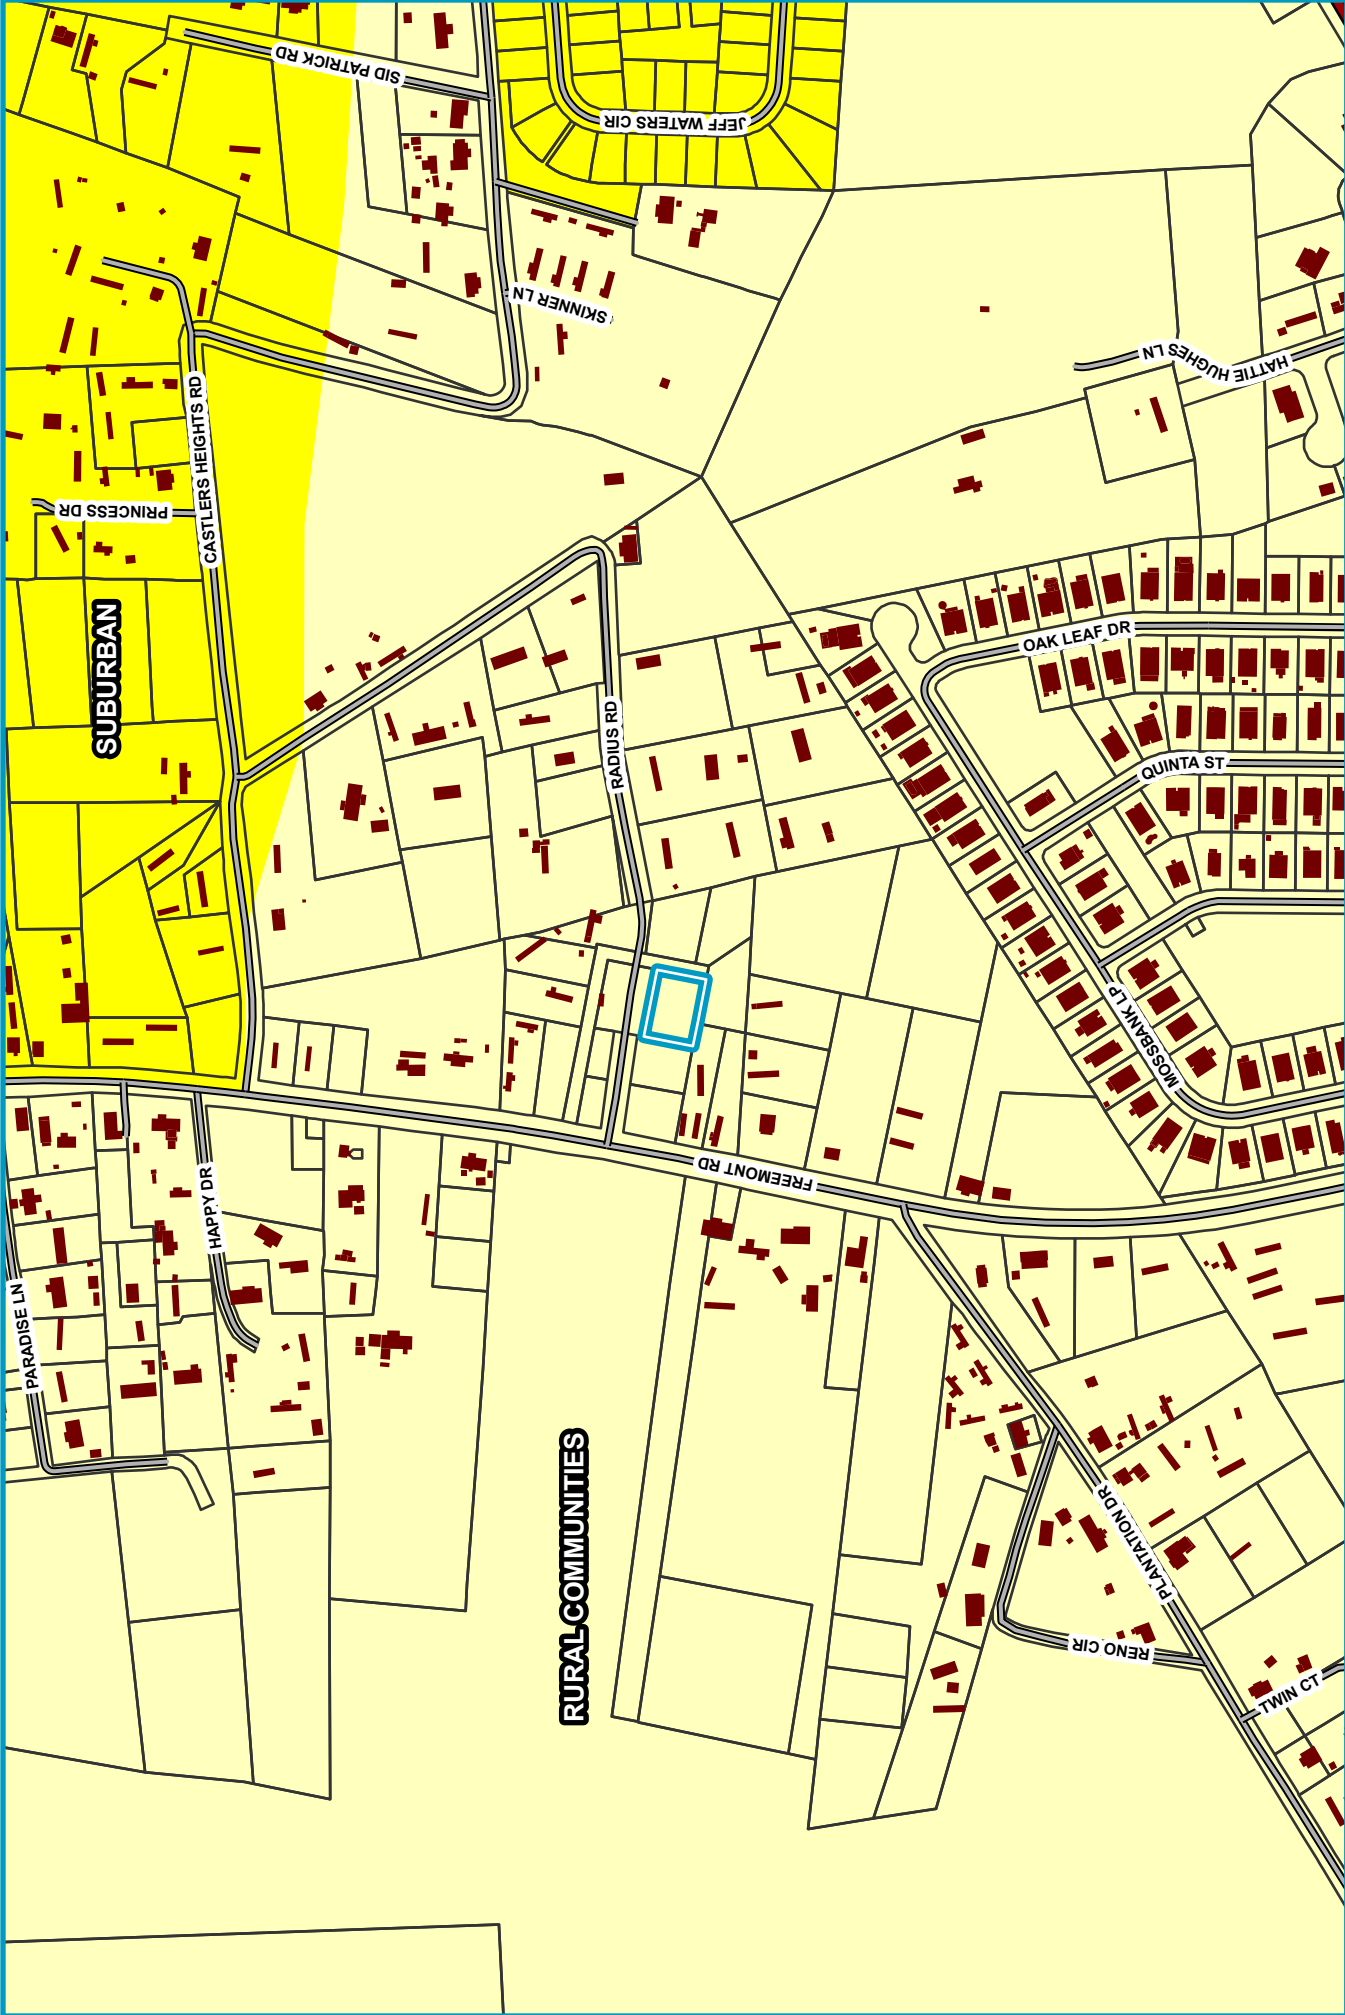 SID PATRICK RD
JEFF WATERS CIR
SKINNER LN
HATTIE HUGHES LN
CASTLERS HEIGHTS RD
PRINCESS DR
SUBURBAN
OAK LEAF DR
RADIUS RD
QUINTA ST
MOSSBANK LP
FREEMONT RD
HAPPY DR
PARADISE LN
RURAL COMMUNITIES
PLANTATION DR
RENO CIR
TWIN CT